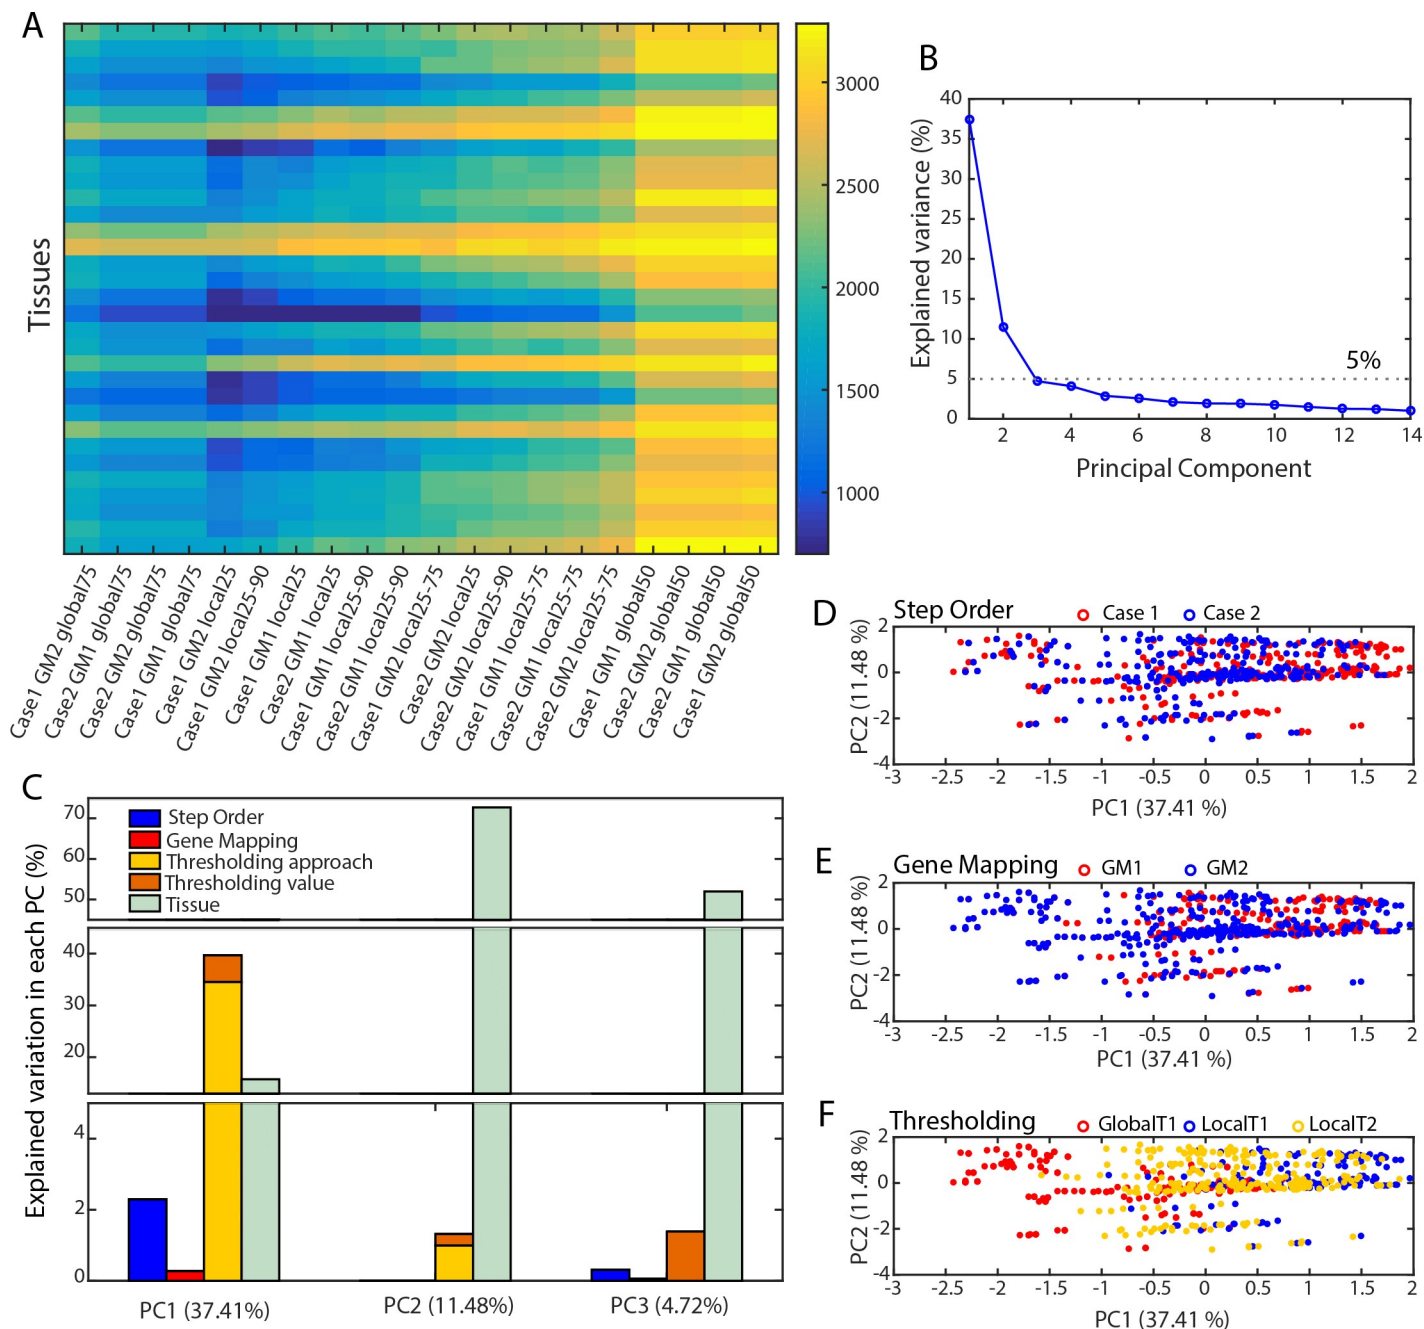 A
Tissues
3000
2500
2000
1500
1000
Case1 GM2 global75
Case2 GM1 global75
Case2 GM2 global75
Case1 GM1 global75
Case1 GM2 local25
Case1 GM2 local25-90
Case1 GM1 local25
Case2 GM1 local25
Case1 GM1 local25-90
Case2 GM1 local25-90
Case1 GM2 local25-75
Case2 GM2 local25
Case2 GM2 local25-90
Case1 GM1 local25-75
Case2 GM1 local25-75
Case2 GM2 local25-75
Case1 GM1 global50
Case2 GM2 global50
Case2 GM1 global50
Case1 GM2 global50
B
Explained variance (%)
40
35
30
25
20
15
10
5
0
5%
2 4 6 8 10 12 14
Principal Component
C
Explained variation in each PC (%)
70
60
50
40
30
20
4
2
0
Step Order
Gene Mapping
Thresholding approach
Thresholding value
Tissue
PC1 (37.41%) PC2 (11.48%) PC3 (4.72%)
D
Step Order Case 1 Case 2
PC2 (11.48 %)
2
0
-2
-4
-3 -2.5 -2 -1.5 -1 -0.5 0 0.5 1 1.5 2
PC1 (37.41 %)
E
Gene Mapping GM1 GM2
PC2 (11.48 %)
2
0
-2
-4
-3 -2.5 -2 -1.5 -1 -0.5 0 0.5 1 1.5 2
PC1 (37.41 %)
F
Thresholding GlobalT1 LocalT1 LocalT2
PC2 (11.48 %)
2
0
-2
-4
-3 -2.5 -2 -1.5 -1 -0.5 0 0.5 1 1.5 2
PC1 (37.41 %)